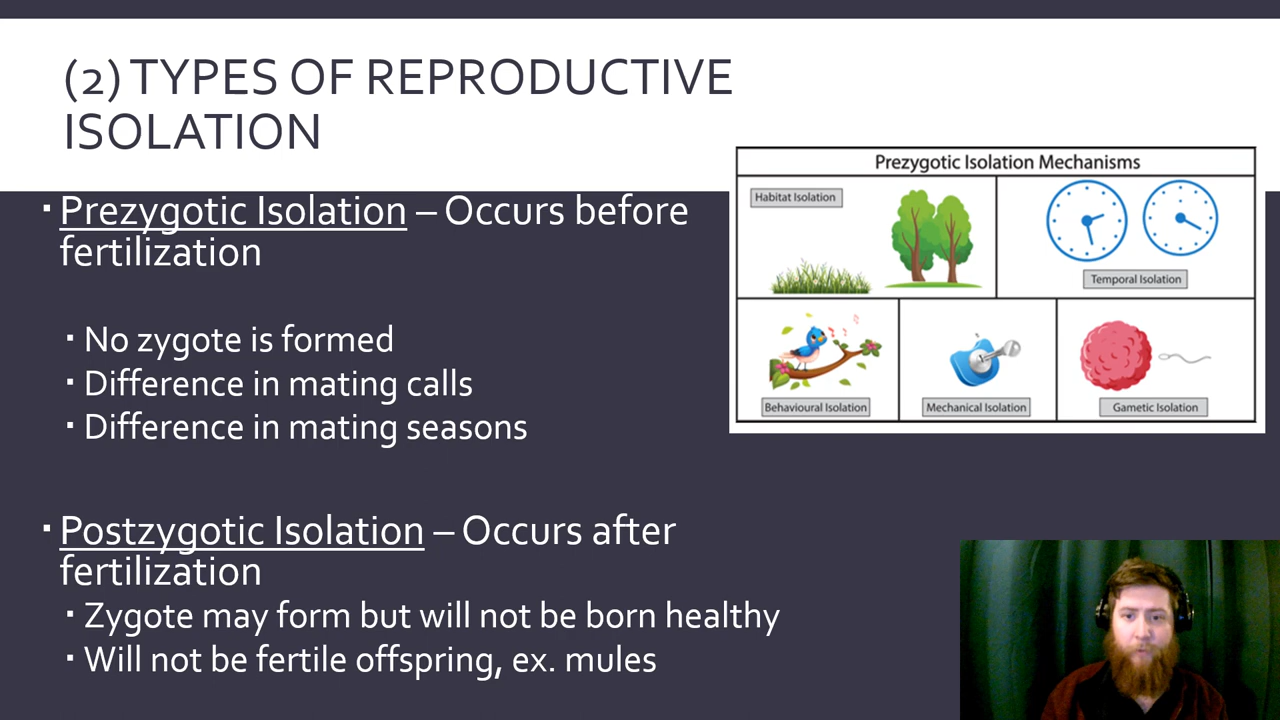 (2) TYPES OF REPRODUCTIVE
ISOLATION
▪ Prezygotic Isolation – Occurs before
fertilization
▪ No zygote is formed
▪ Difference in mating calls
▪ Difference in mating seasons
▪ Postzygotic Isolation – Occurs after
fertilization
▪ Zygote may form but will not be born healthy
▪ Will not be fertile offspring, ex. mules
Prezygotic Isolation Mechanisms
Habitat Isolation
Temporal Isolation
Behavioural Isolation
Mechanical Isolation
Gametic Isolation